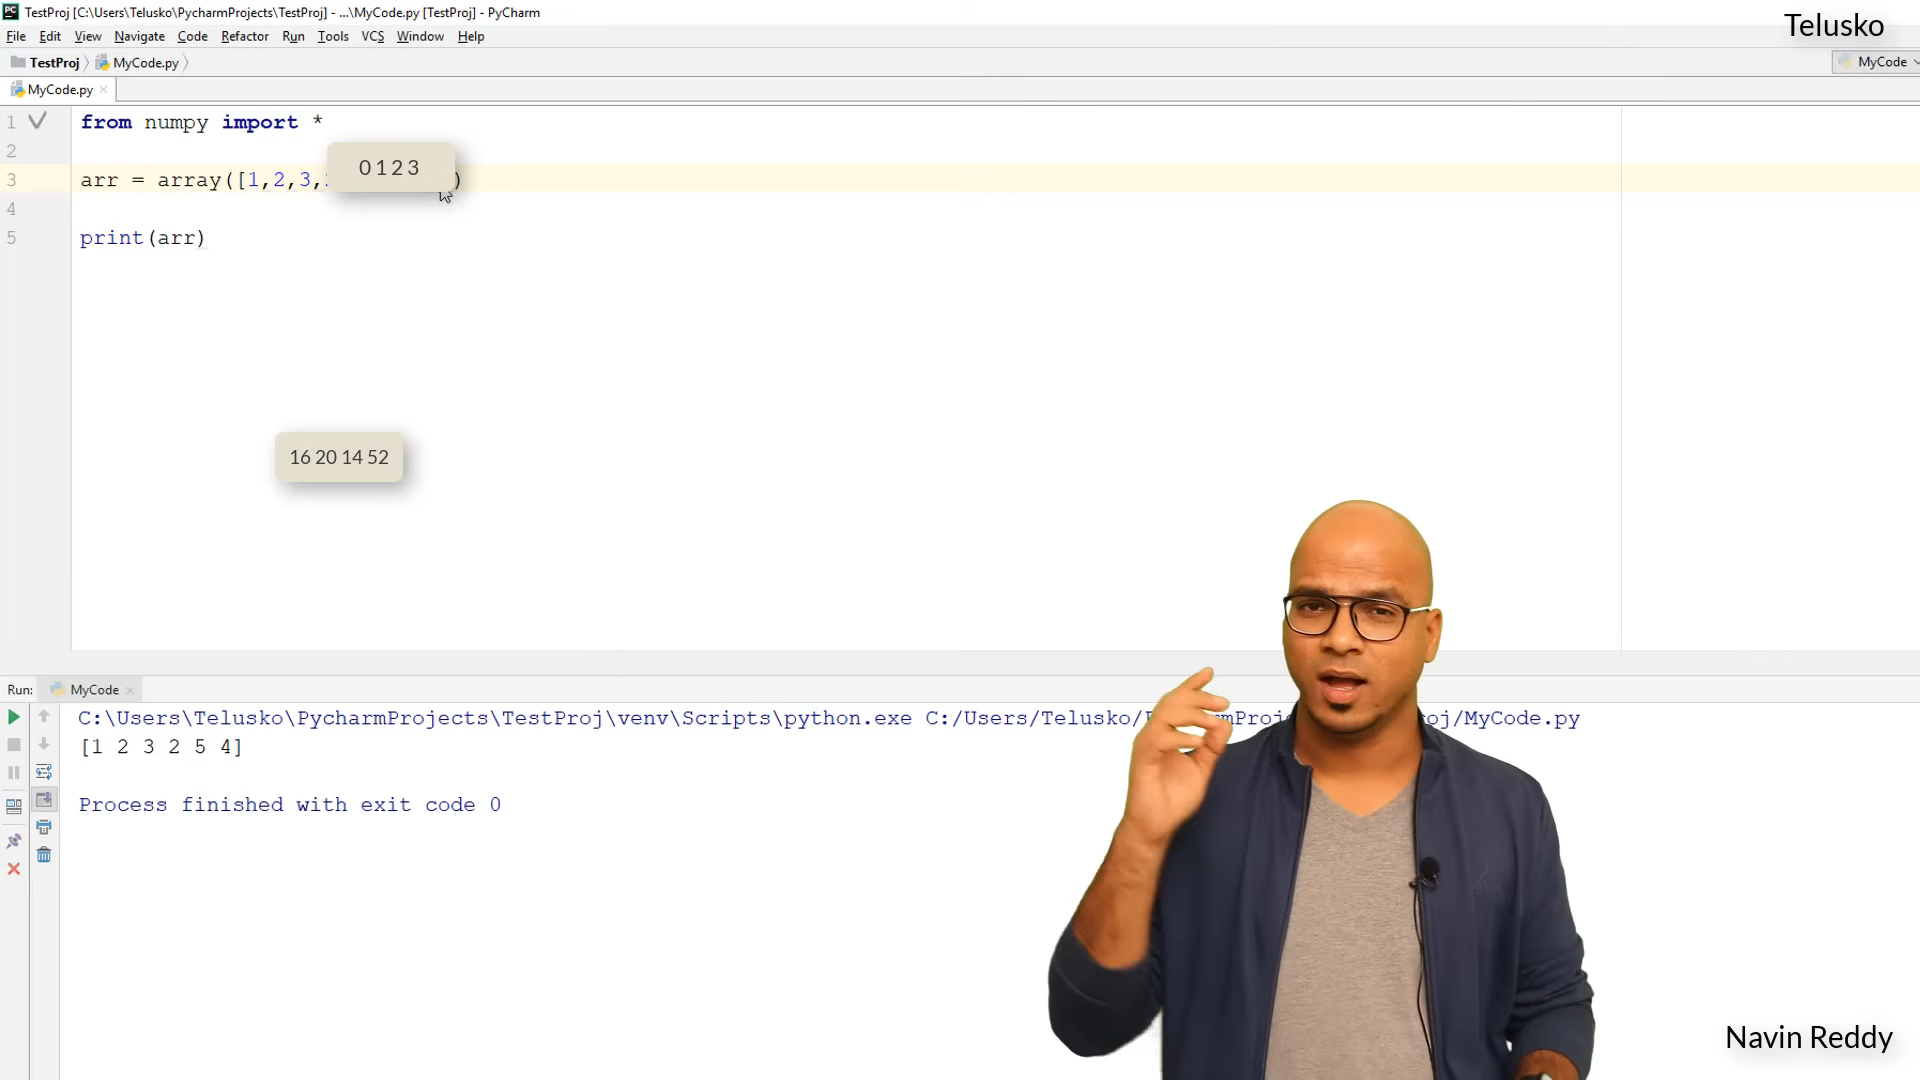 TestProj [C:\Users\Telusko\PycharmProjects\TestProj] - ...\MyCode.py [TestProj] - PyCharm
Telusko
File Edit View Navigate Code Refactor Run Tools VCS Window Help
TestProj MyCode.py
MyCode
MyCode.py
1 from numpy import *
2
0 1 2 3
3 arr = array([1,2,3, )
4
5 print(arr)
16 20 14 52
Run: MyCode
C:\Users\Telusko\PycharmProjects\TestProj\venv\Scripts\python.exe C:/Users/Telusko/ oj/MyCode.py
[1 2 3 2 5 4]
Process finished with exit code 0
Navin Reddy